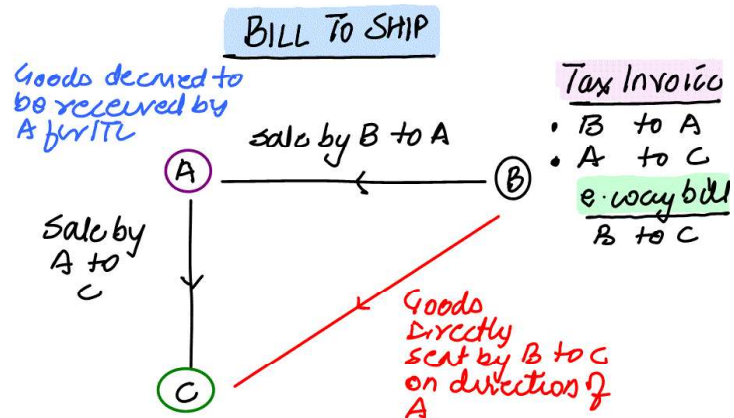 BILL TO SHIP
Goods deemed to
be received by
A for ITC
Tax Invoice
• B to A
• A to C
e-way bill
B to C
sale by B to A
A
B
Sale by
A to
C
C
Goods
Directly
sent by B to C
on direction of
A